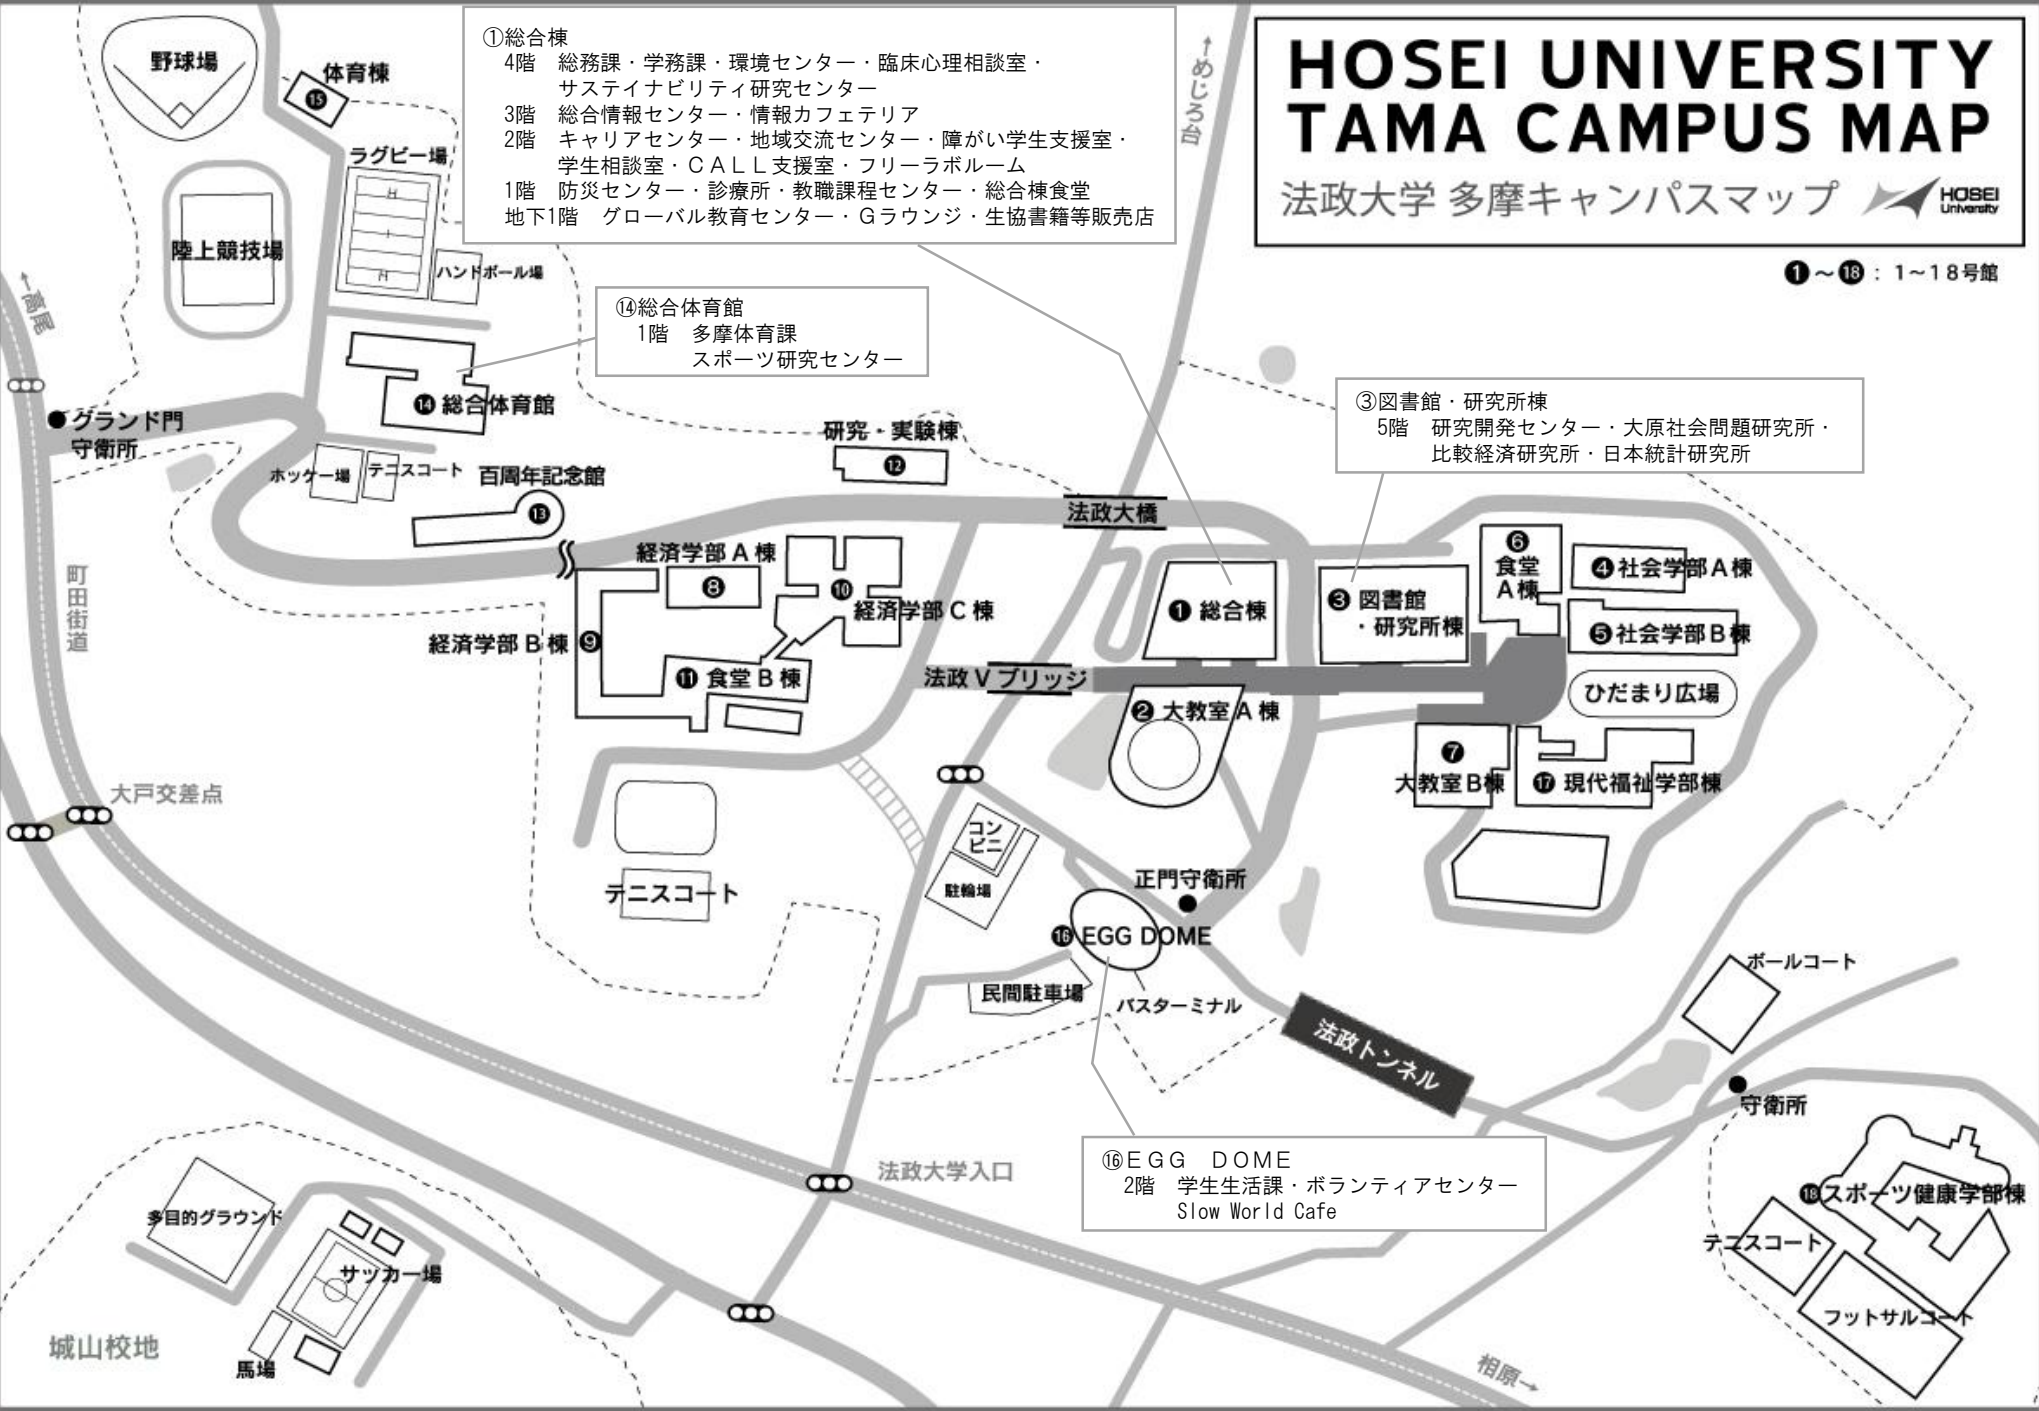 HOSEI UNIVERSITY
TAMA CAMPUS MAP
法政大学 多摩キャンパスマップ
HOSEI
University
❶～⓲：1～18号館
①総合棟
4階　総務課・学務課・環境センター・臨床心理相談室・
サステイナビリティ研究センター
3階　総合情報センター・情報カフェテリア
2階　キャリアセンター・地域交流センター・障がい学生支援室・
学生相談室・ＣＡＬＬ支援室・フリーラボルーム
1階　防災センター・診療所・教職課程センター・総合棟食堂
地下1階　グローバル教育センター・Ｇラウンジ・生協書籍等販売店
野球場
体育棟
⓯
ラグビー場
陸上競技場
ハンドボール場
←高尾
↑めじろ台
⑭総合体育館
1階　多摩体育課
スポーツ研究センター
③図書館・研究所棟
5階　研究開発センター・大原社会問題研究所・
比較経済研究所・日本統計研究所
⓮ 総合体育館
グランド門
守衛所
研究・実験棟
⓬
ホッケー場
テニスコート
百周年記念館
⓭
法政大橋
町田街道
経済学部 A 棟
❽
❿
経済学部 C 棟
経済学部 B 棟 ❾
⓫ 食堂 B 棟
❶ 総合棟
❸ 図書館
・研究所棟
❻
食堂
A 棟
❹社会学部A棟
❺社会学部B棟
法政 V ブリッジ
ひだまり広場
❷ 大教室 A 棟
❼
大教室 B 棟
⓱ 現代福祉学部棟
大戸交差点
コン
ビニ
駐輪場
テニスコート
正門守衛所
⓰ EGG DOME
民間駐車場
バスターミナル
ボールコート
法政トンネル
守衛所
法政大学入口
⑯ＥＧＧ　ＤＯＭＥ
2階　学生生活課・ボランティアセンター
Slow World Cafe
⓲スポーツ健康学部棟
テニスコート
フットサルコート
多目的グラウンド
サッカー場
城山校地
馬場
相原→